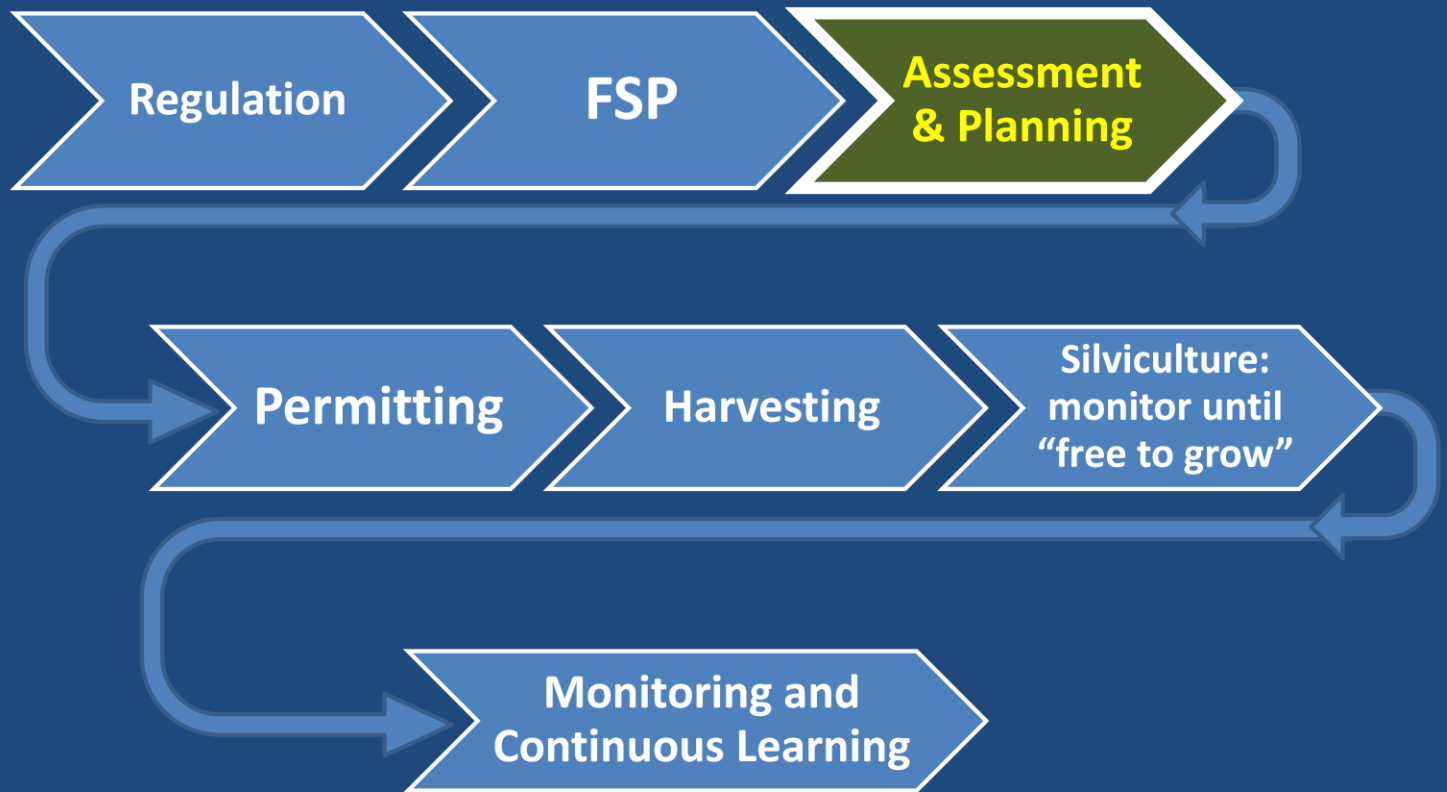 Regulation
FSP
Assessment
& Planning
Permitting
Harvesting
Silviculture:
monitor until
“free to grow”
Monitoring and
Continuous Learning